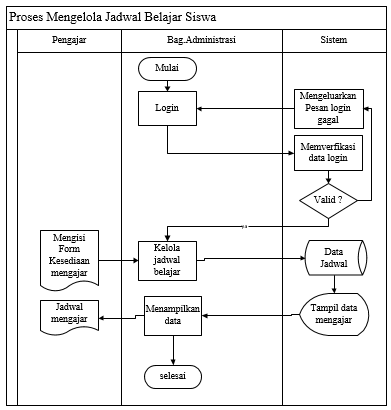 Proses Mengelola Jadwal Belajar Siswa
Pengajar
Bag.Administrasi
Sistem
Mulai
Login
Mengeluarkan
Pesan login
gagal
Memverfikasi
data login
Valid ?
ya
Mengisi
Form
Kesediaan
mengajar
Kelola
jadwal
belajar
Data
Jadwal
Jadwal
mengajar
Menampilkan
data
Tampil data
mengajar
selesai